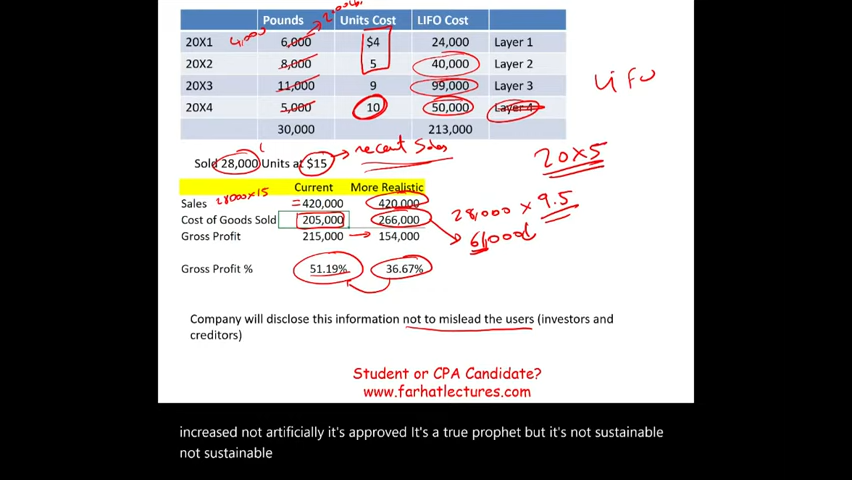 Pounds Units Cost LIFO Cost
20X1 6,000 $4 24,000 Layer 1
4,000
20X2 8,000 5 40,000 Layer 2
20X3 11,000 9 99,000 Layer 3
LIFO
20X4 5,000 10 50,000 Layer 4
30,000 213,000
recent Sales
20X5
Sold 28,000 Units at $15
Current More Realistic
28000x15
Sales =420,000 420,000
28,000 x 9.5
Cost of Goods Sold 205,000 266,000
Gross Profit 215,000 154,000
61,000
Gross Profit % 51.19% 36.67%
Company will disclose this information not to mislead the users (investors and
creditors)
Student or CPA Candidate?
www.farhatlectures.com
increased not artificially it's approved It's a true prophet but it's not sustainable
not sustainable